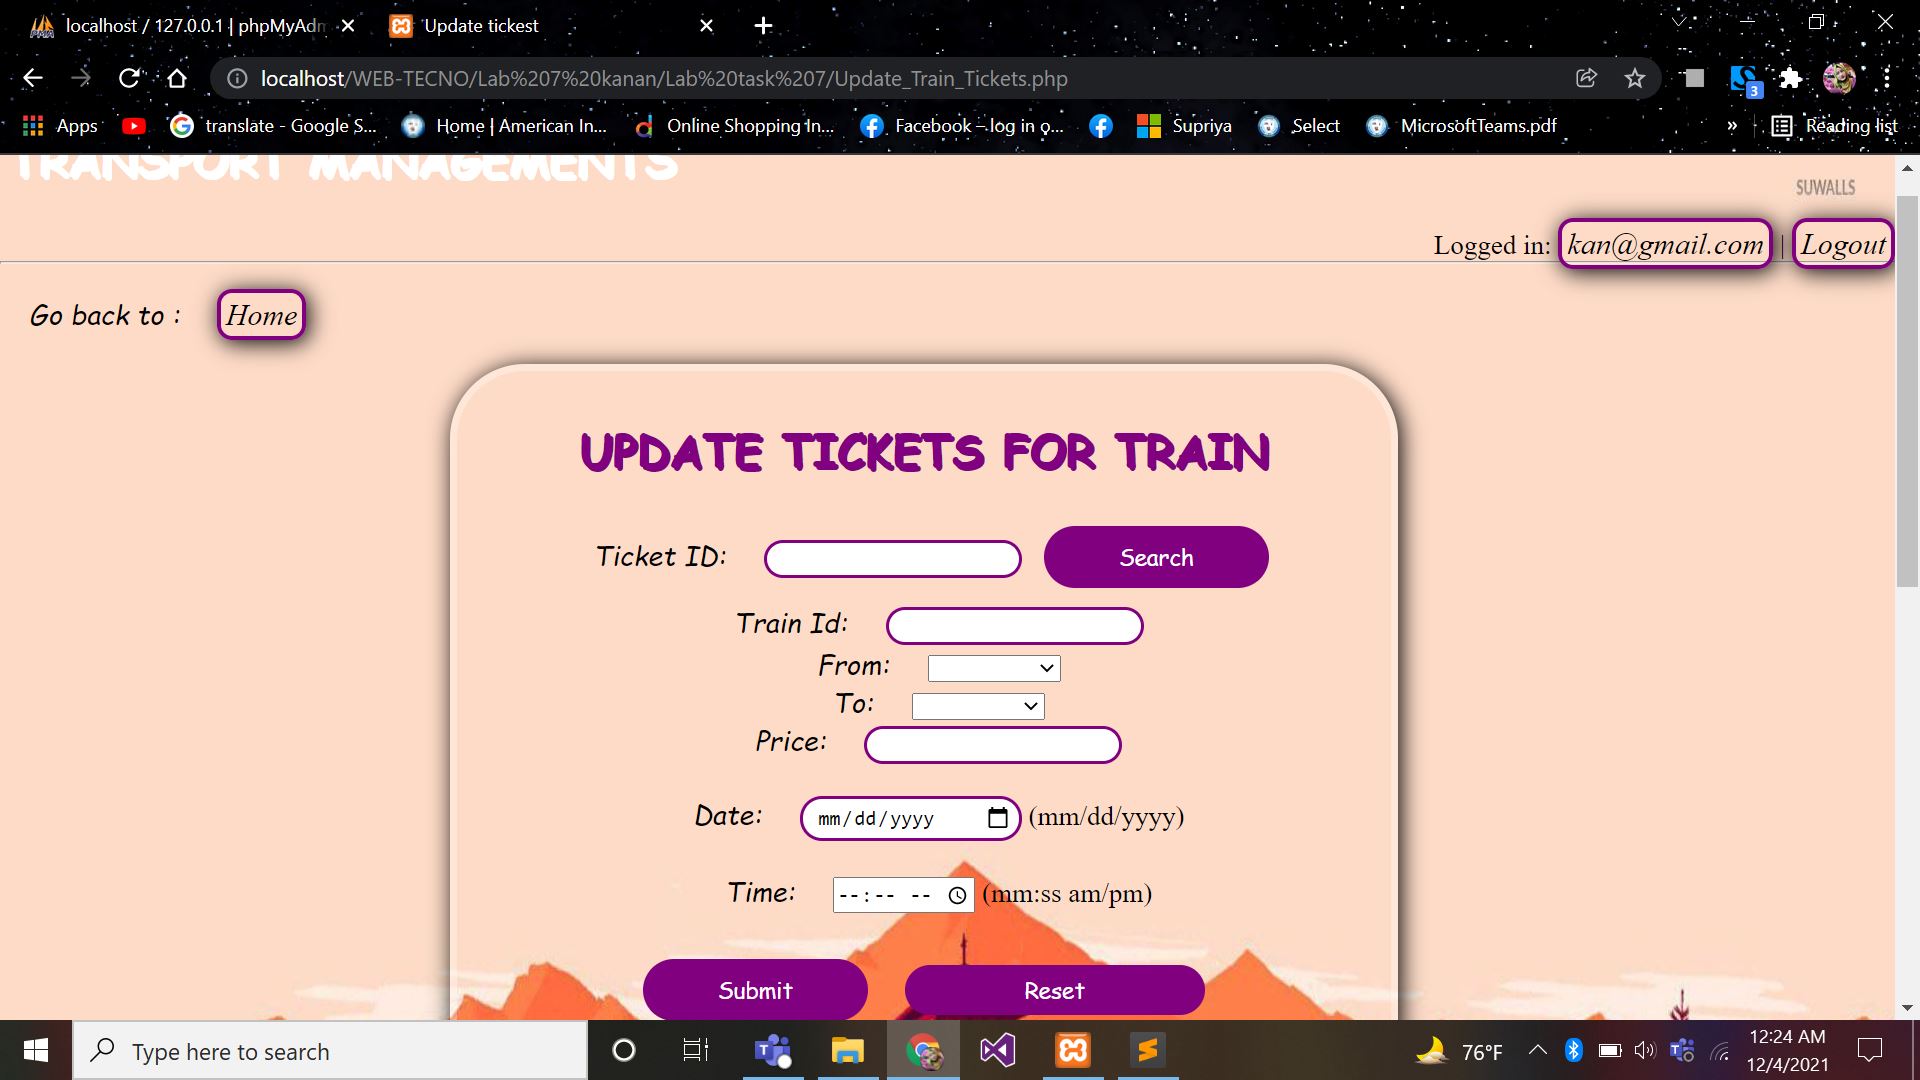 localhost / 127.0.0.1 | phpMyAdm
Update tickest
localhost/WEB-TECNO/Lab%207%20kanan/Lab%20task%207/Update_Train_Tickets.php
3
Apps
translate - Google S...
Home | American In...
Online Shopping In...
Facebook – log in o...
Supriya
Select
MicrosoftTeams.pdf
»
Reading list
TRANSPORT MANAGEMENTS
SUWALLS
Logged in: kan@gmail.com | Logout
Go back to : Home
UPDATE TICKETS FOR TRAIN
Ticket ID: Search
Train Id:
From:
To:
Price:
Date: mm/dd/yyyy (mm/dd/yyyy)
Time: --:-- -- (mm:ss am/pm)
Submit Reset
Type here to search
76°F
12:24 AM
12/4/2021